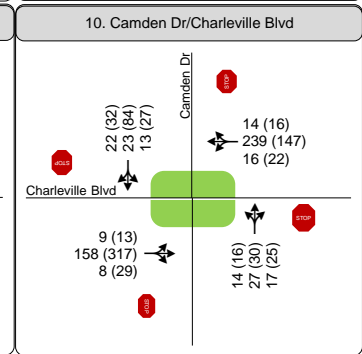 10. Camden Dr/Charleville Blvd
Camden Dr
STOP
22 (32)
23 (84)
13 (27)
14 (16)
239 (147)
16 (22)
STOP
Charleville Blvd
STOP
9 (13)
158 (317)
8 (29)
14 (16)
27 (30)
17 (25)
STOP